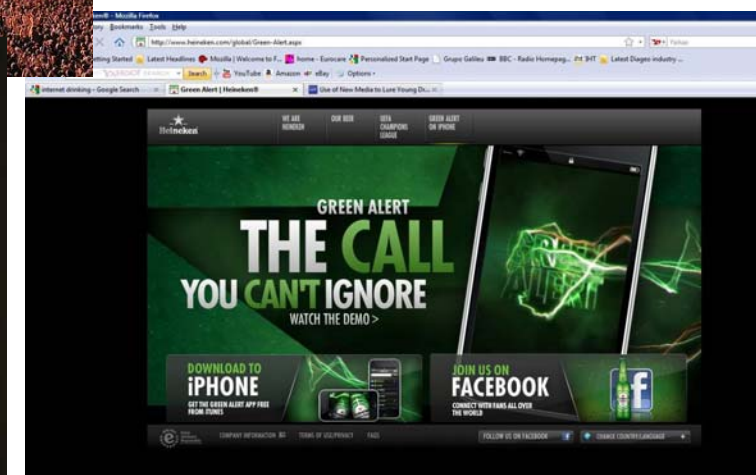 Heineken® - Mozilla Firefox
Bookmarks Tools Help
http://www.heineken.com/global/Green-Alert.aspx
Getting Started Latest Headlines Mozilla | Welcome to F... home - Eurocare Personalized Start Page Grupo Galileu BBC - Radio Homepag... IHT Latest Diageo industry ...
Search YouTube Amazon eBay Options
internet drinking - Google Search Green Alert | Heineken® Use of New Media to Lure Young Dr...
Heineken
WE ARE HEINEKEN
OUR BEER
UEFA CHAMPIONS LEAGUE
GREEN ALERT ON IPHONE
GREEN ALERT
THE CALL
YOU CAN'T IGNORE
WATCH THE DEMO >
DOWNLOAD TO
iPHONE
GET THE GREEN ALERT APP FREE
FROM ITUNES
JOIN US ON
FACEBOOK
CONNECT WITH FANS ALL OVER
THE WORLD
COMPANY INFORMATION TERMS OF USE/PRIVACY FAQS
FOLLOW US ON FACEBOOK CHANGE COUNTRY/LANGUAGE